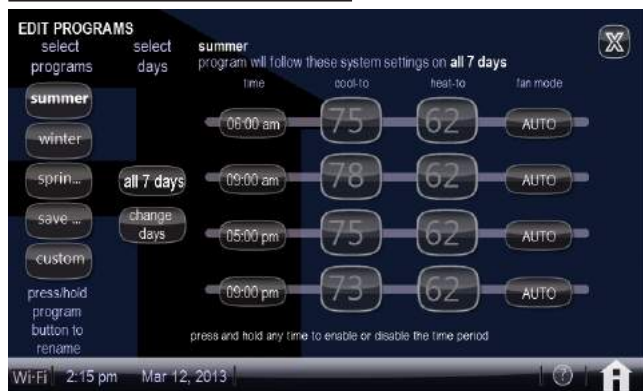 EDIT PROGRAMS
select programs
select days
summer
program will follow these system settings on all 7 days
time cool-to heat-to fan mode
summer
winter
sprin...
save ...
custom
all 7 days
change days
06:00 am 75 62 AUTO
09:00 am 78 62 AUTO
05:00 pm 75 62 AUTO
09:00 pm 73 62 AUTO
press/hold
program
button to
rename
press and hold any time to enable or disable the time period
Wi-Fi 2:15 pm Mar 12, 2013 ?
X